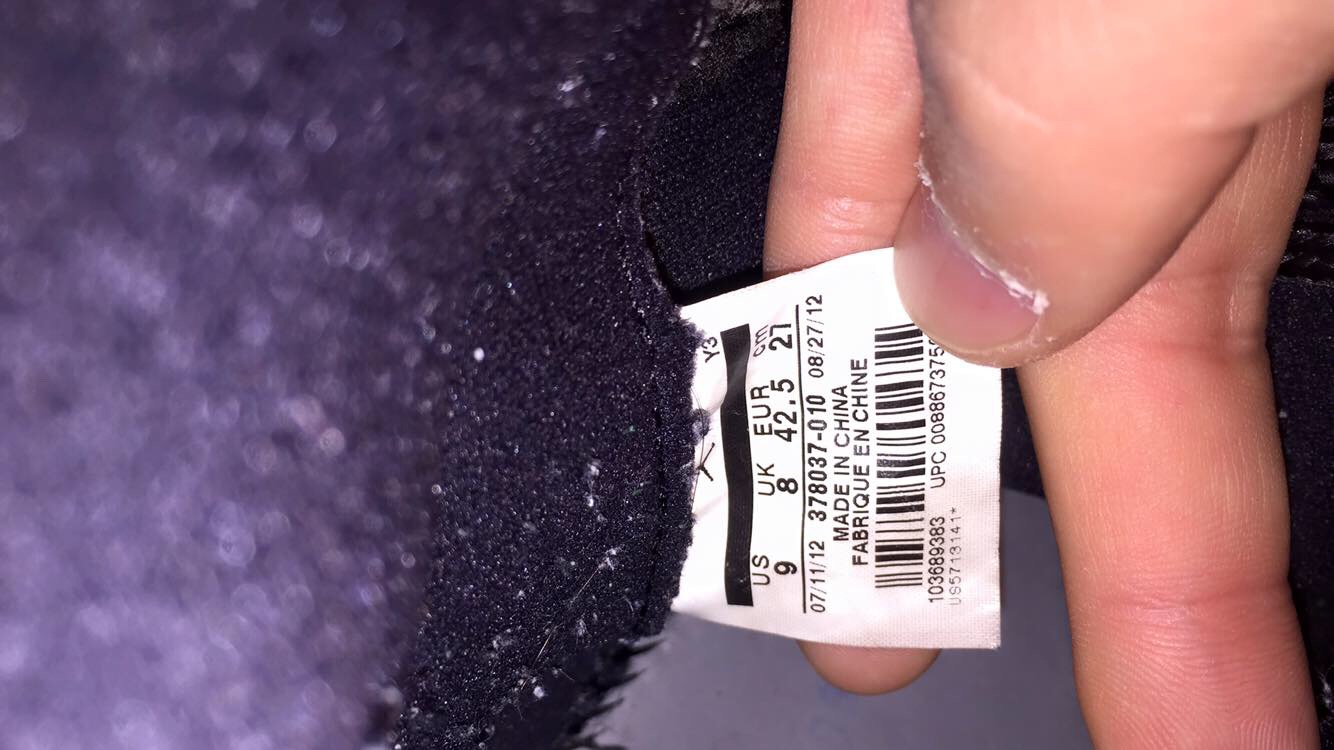 Y3
US UK EUR cm
9 8 42.5 27
07/11/12 378037-010 08/27/12
MADE IN CHINA
FABRIQUE EN CHINE
103689383 UPC 0088673759
US5713141*